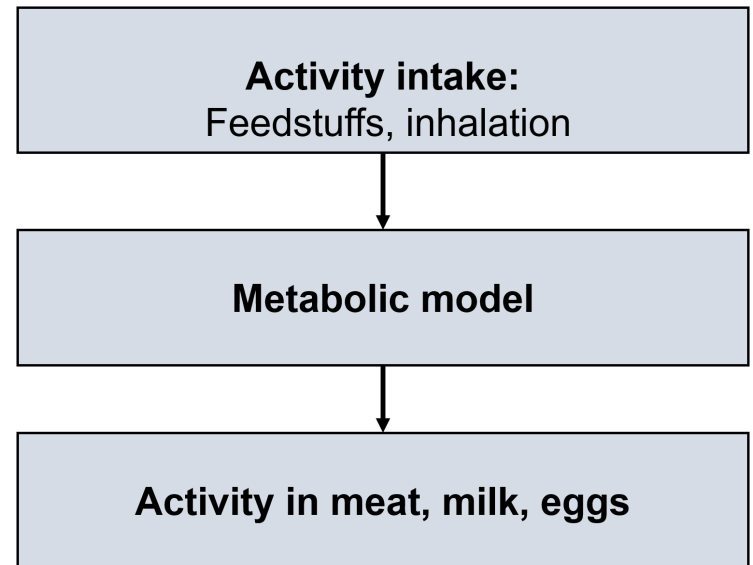 Activity intake:
Feedstuffs, inhalation
Metabolic model
Activity in meat, milk, eggs